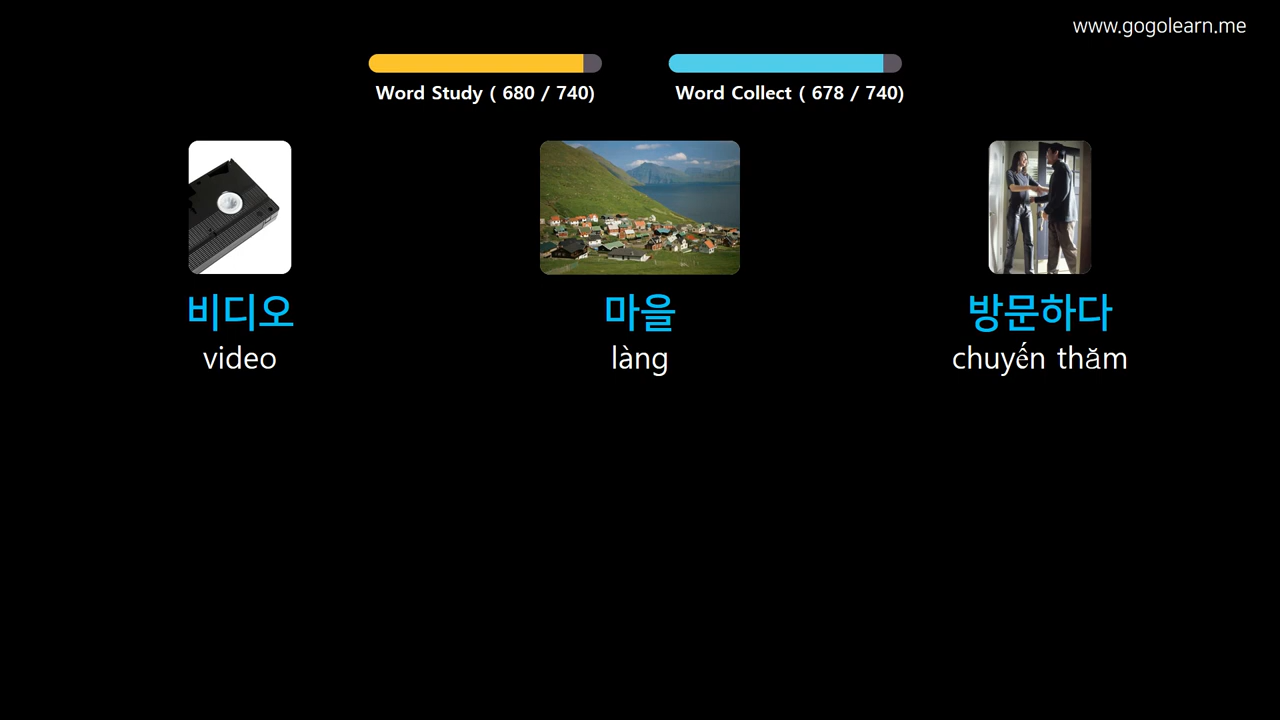 www.gogolearn.me
Word Study ( 680 / 740)
Word Collect ( 678 / 740)
비디오
video
마을
làng
방문하다
chuyến thăm